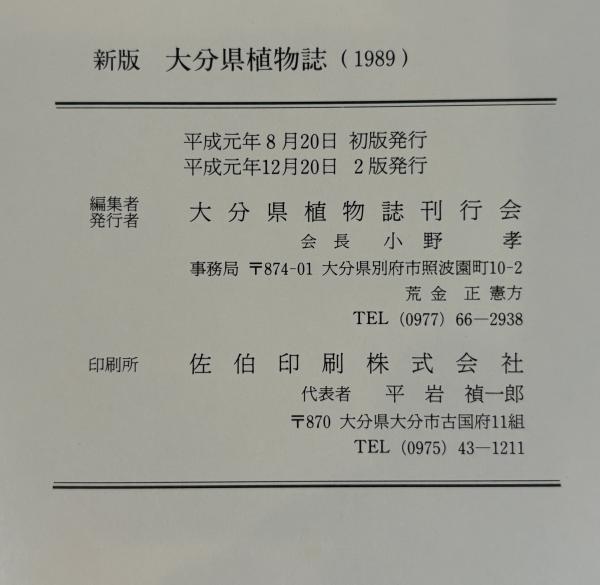 新版 大分県植物誌(1989)
平成元年8月20日 初版発行
平成元年12月20日 2版発行
編集者
発行者 大分県植物誌刊行会
会長 小野 孝
事務局 〒874-01 大分県別府市照波園町10-2
荒金正憲方
TEL (0977) 66—2938
印刷所 佐伯印刷株式会社
代表者 平岩禎一郎
〒870 大分県大分市古国府11組
TEL (0975) 43—1211